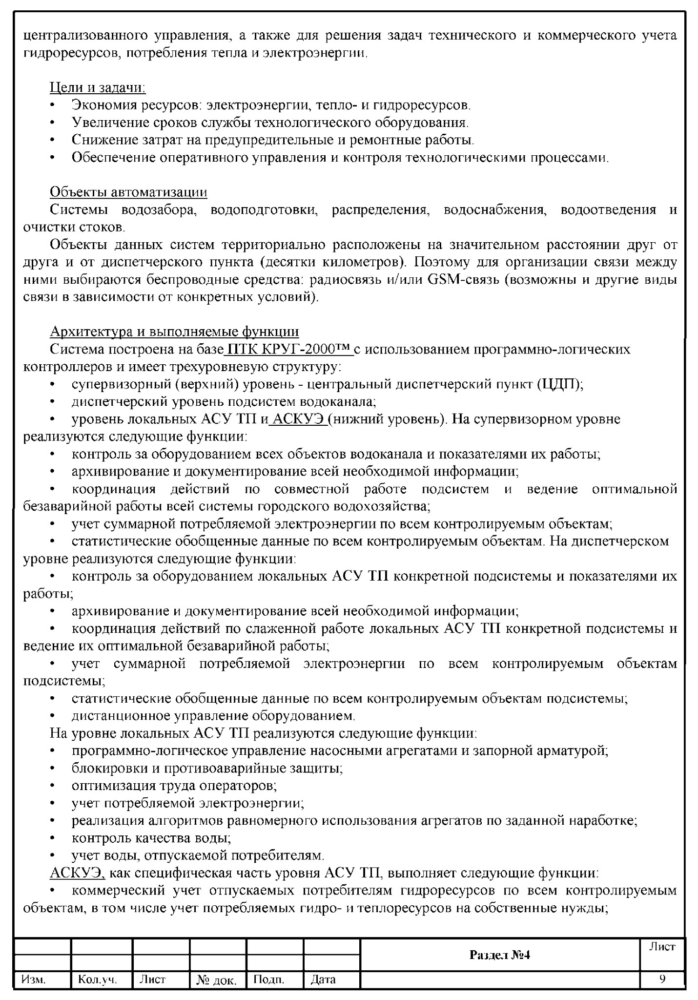 централизованного управления, а также для решения задач технического и коммерческого учета
гидроресурсов, потребления тепла и электроэнергии.
Цели и задачи:
• Экономия ресурсов: электроэнергии, тепло- и гидроресурсов.
• Увеличение сроков службы технологического оборудования.
• Снижение затрат на предупредительные и ремонтные работы.
• Обеспечение оперативного управления и контроля технологическими процессами.
Объекты автоматизации
Системы водозабора, водоподготовки, распределения, водоснабжения, водоотведения и
очистки стоков.
Объекты данных систем территориально расположены на значительном расстоянии друг от
друга и от диспетчерского пункта (десятки километров). Поэтому для организации связи между
ними выбираются беспроводные средства: радиосвязь и/или GSM-связь (возможны и другие виды
связи в зависимости от конкретных условий).
Архитектура и выполняемые функции
Система построена на базе ПТК КРУГ-2000™ с использованием программно-логических
контроллеров и имеет трехуровневую структуру:
• супервизорный (верхний) уровень - центральный диспетчерский пункт (ЦДП);
• диспетчерский уровень подсистем водоканала;
• уровень локальных АСУ ТП и АСКУЭ (нижний уровень). На супервизорном уровне
реализуются следующие функции:
• контроль за оборудованием всех объектов водоканала и показателями их работы;
• архивирование и документирование всей необходимой информации;
• координация действий по совместной работе подсистем и ведение оптимальной
безаварийной работы всей системы городского водохозяйства;
• учет суммарной потребляемой электроэнергии по всем контролируемым объектам;
• статистические обобщенные данные по всем контролируемым объектам. На диспетчерском
уровне реализуются следующие функции:
• контроль за оборудованием локальных АСУ ТП конкретной подсистемы и показателями их
работы;
• архивирование и документирование всей необходимой информации;
• координация действий по слаженной работе локальных АСУ ТП конкретной подсистемы и
ведение их оптимальной безаварийной работы;
• учет суммарной потребляемой электроэнергии по всем контролируемым объектам
подсистемы;
• статистические обобщенные данные по всем контролируемым объектам подсистемы;
• дистанционное управление оборудованием.
На уровне локальных АСУ ТП реализуются следующие функции:
• программно-логическое управление насосными агрегатами и запорной арматурой;
• блокировки и противоаварийные защиты;
• оптимизация труда операторов;
• учет потребляемой электроэнергии;
• реализация алгоритмов равномерного использования агрегатов по заданной наработке;
• контроль качества воды;
• учет воды, отпускаемой потребителям.
АСКУЭ, как специфическая часть уровня АСУ ТП, выполняет следующие функции:
• коммерческий учет отпускаемых потребителям гидроресурсов по всем контролируемым
объектам, в том числе учет потребляемых гидро- и теплоресурсов на собственные нужды;
Раздел №4 Лист
Изм. Кол.уч. Лист № док. Подп. Дата 9